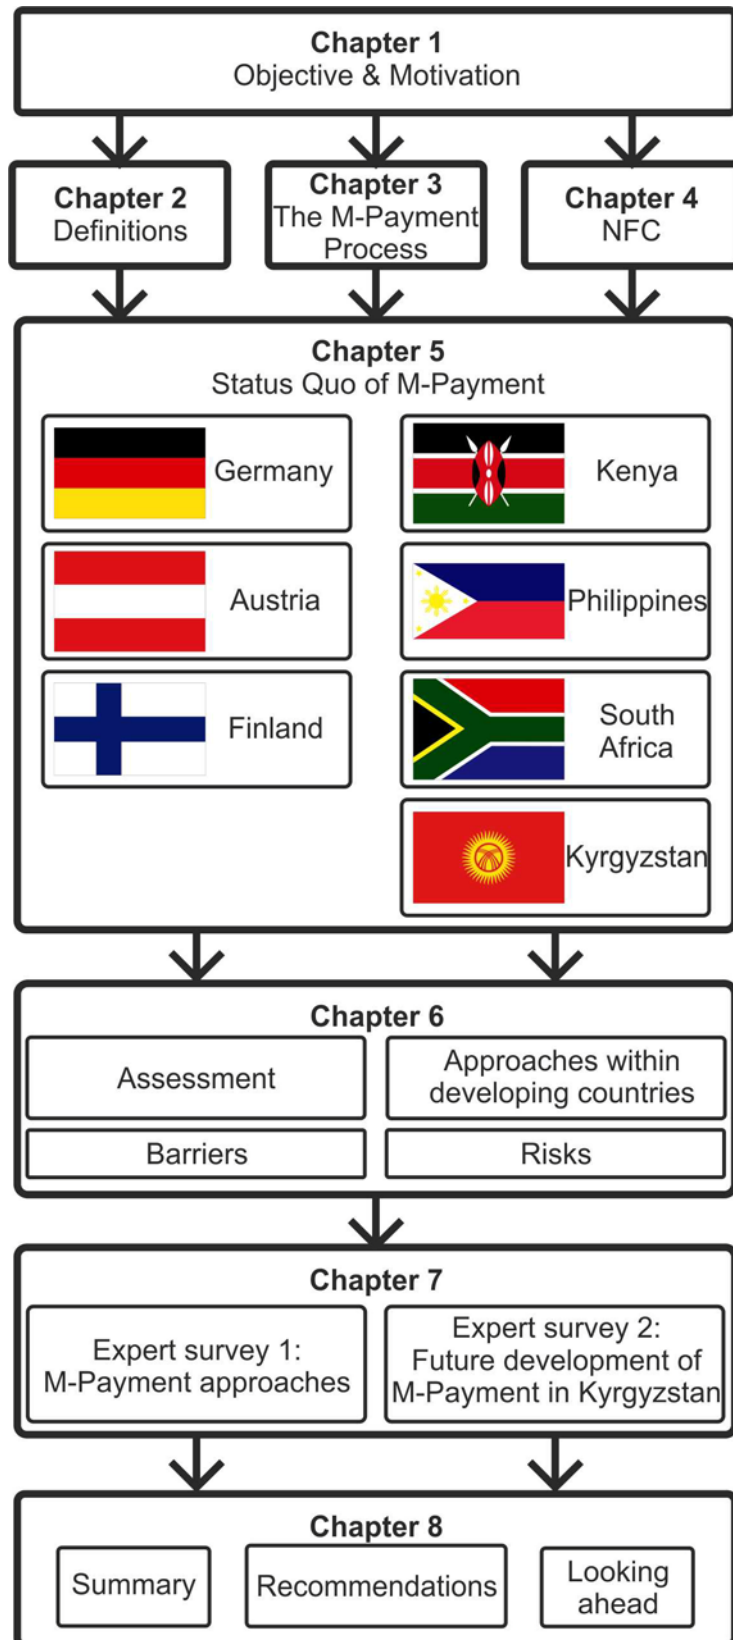 Chapter 1
Objective & Motivation
Chapter 2
Definitions
Chapter 3
The M-Payment
Process
Chapter 4
NFC
Chapter 5
Status Quo of M-Payment
Germany
Kenya
Austria
Philippines
Finland
South
Africa
Kyrgyzstan
Chapter 6
Assessment
Approaches within
developing countries
Barriers
Risks
Chapter 7
Expert survey 1:
M-Payment approaches
Expert survey 2:
Future development of
M-Payment in Kyrgyzstan
Chapter 8
Summary
Recommendations
Looking
ahead